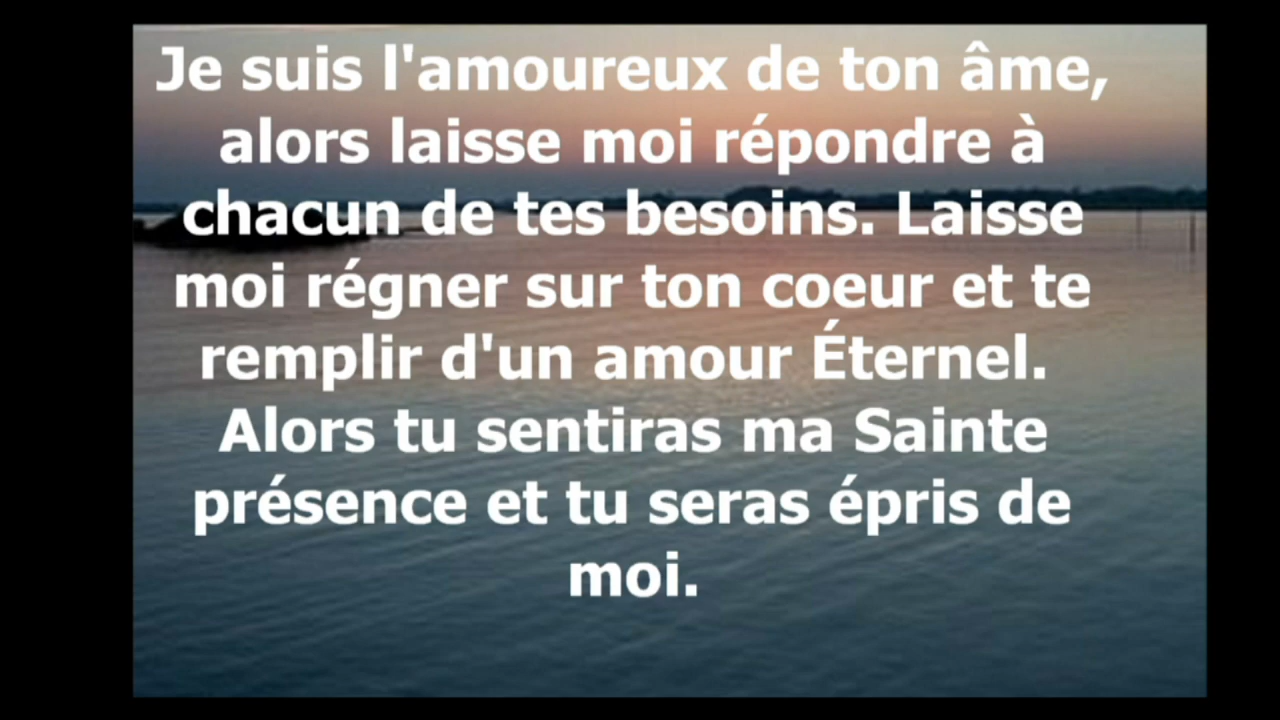 Je suis l'amoureux de ton âme,
alors laisse moi répondre à
chacun de tes besoins. Laisse
moi régner sur ton coeur et te
remplir d'un amour Éternel.
Alors tu sentiras ma Sainte
présence et tu seras épris de
moi.